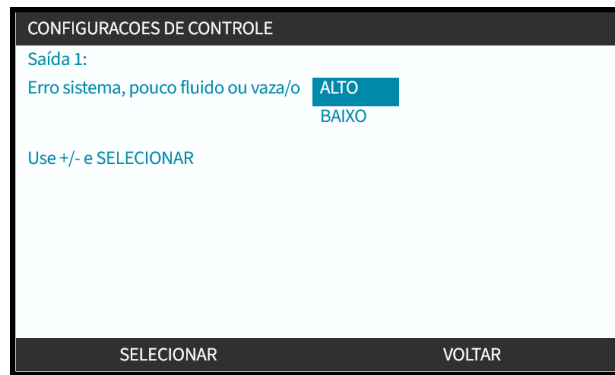 CONFIGURACOES DE CONTROLE
Saída 1:
Erro sistema, pouco fluido ou vaza/o ALTO
BAIXO
Use +/- e SELECIONAR
SELECIONAR VOLTAR